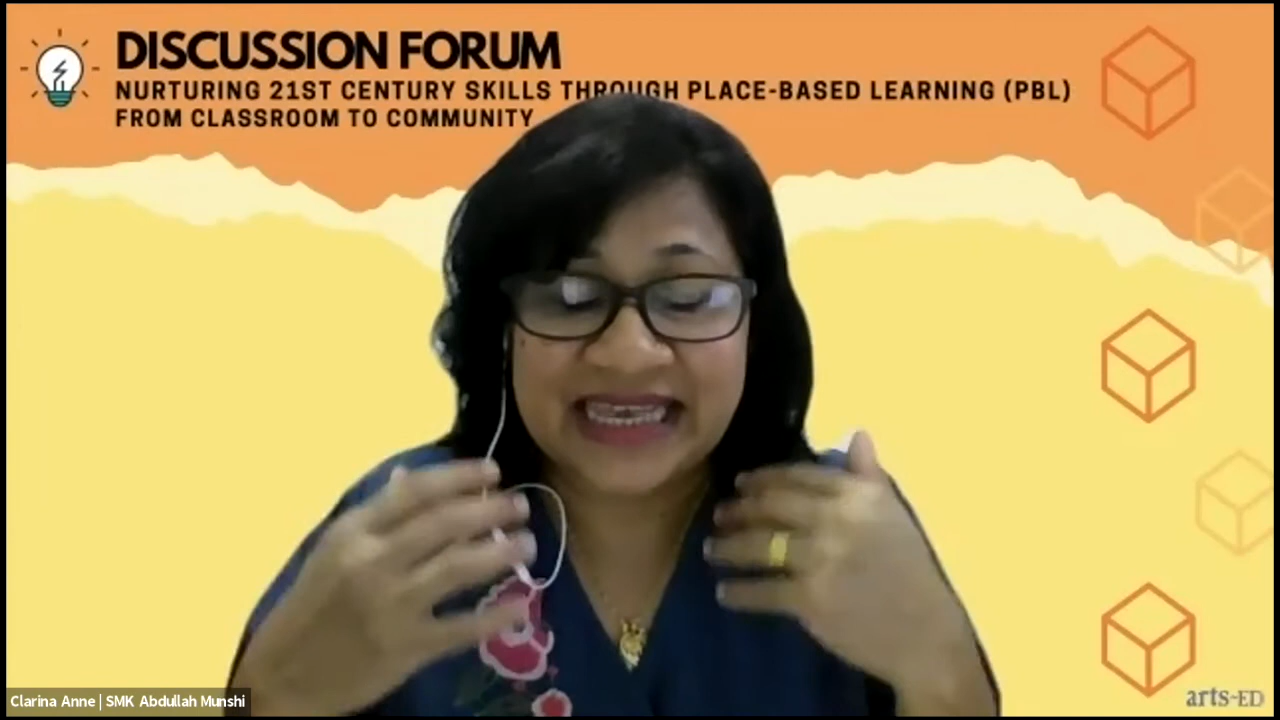 DISCUSSION FORUM
NURTURING 21ST CENTURY SKILLS THROUGH PLACE-BASED LEARNING (PBL)
FROM CLASSROOM TO COMMUNITY
Clarina Anne | SMK Abdullah Munshi
arts-ED